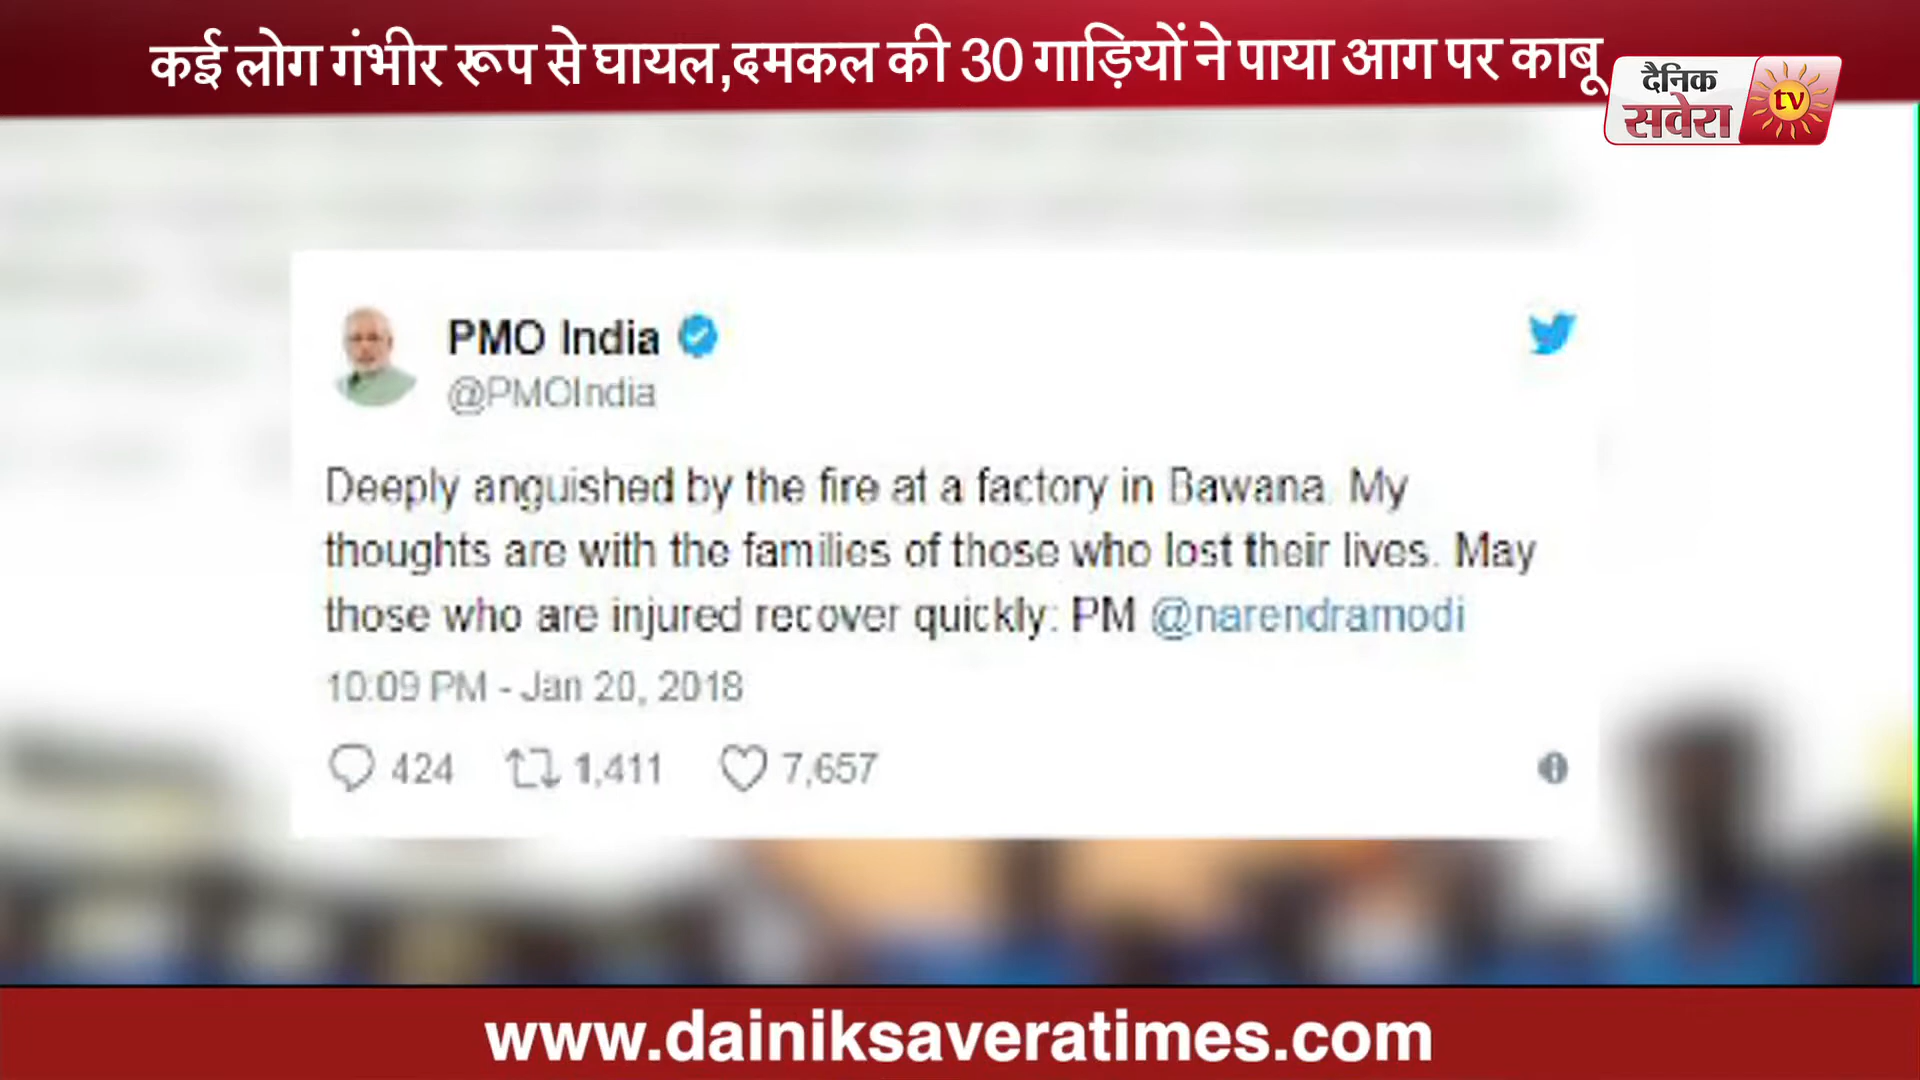 कई लोग गंभीर रूप से घायल,दमकल की 30 गाड़ियों ने पाया आग पर काबू
दैनिक
सवेरा
tv
PMO India
@PMOIndia
Deeply anguished by the fire at a factory in Bawana. My
thoughts are with the families of those who lost their lives. May
those who are injured recover quickly: PM @narendramodi
10:09 PM - Jan 20, 2018
424 1,411 7,657
www.dainiksaveratimes.com